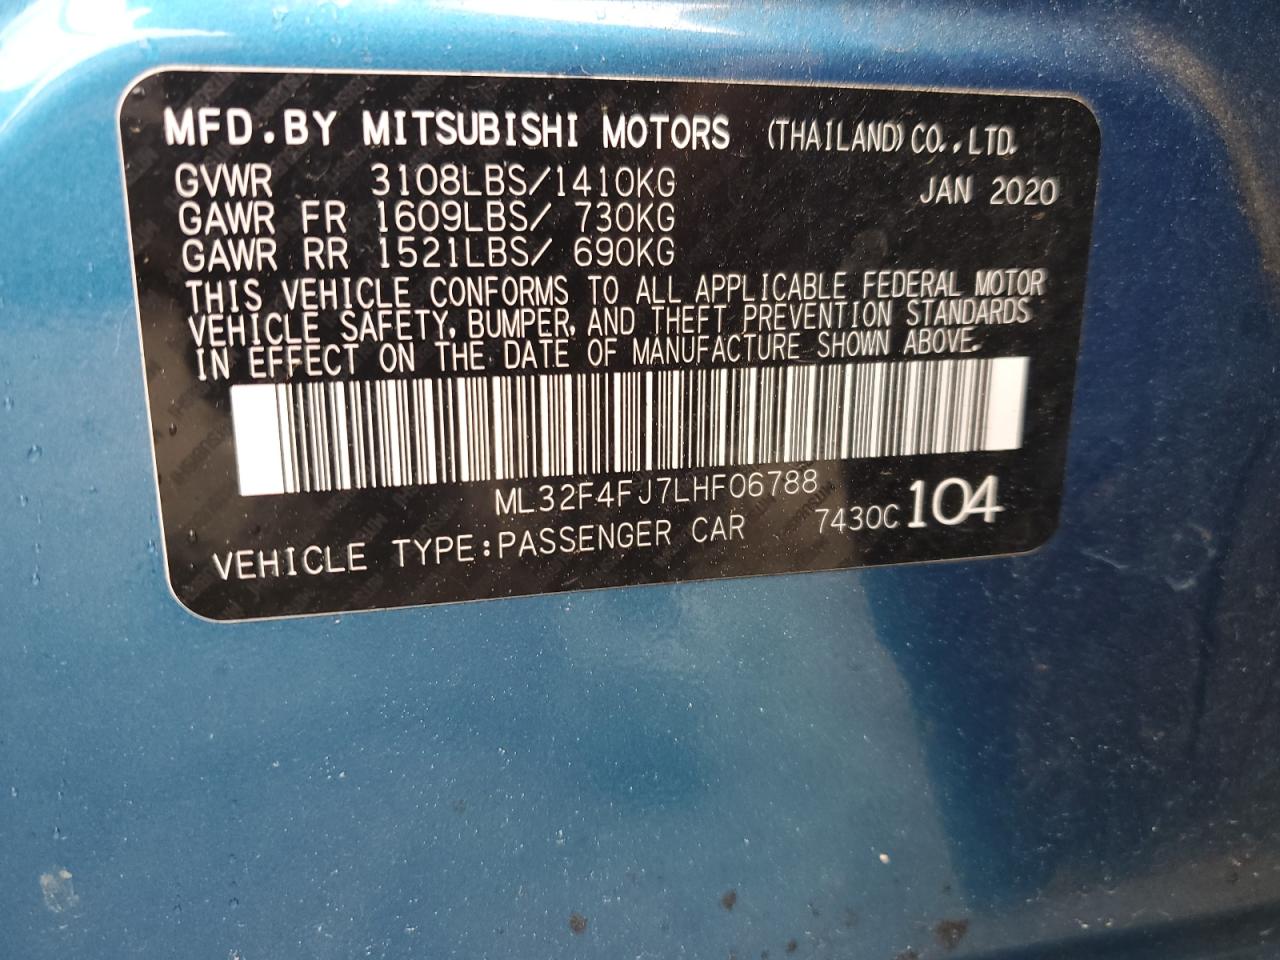 MFD.BY MITSUBISHI MOTORS (THAILAND)CO.,LTD.
GVWR 3108LBS/1410KG JAN 2020
GAWR FR 1609LBS/ 730KG
GAWR RR 1521LBS/ 690KG
THIS VEHICLE CONFORMS TO ALL APPLICABLE FEDERAL MOTOR
VEHICLE SAFETY, BUMPER, AND THEFT PREVENTION STANDARDS
IN EFFECT ON THE DATE OF MANUFACTURE SHOWN ABOVE.
ML32F4FJ7LHF06788
VEHICLE TYPE:PASSENGER CAR 7430C 104